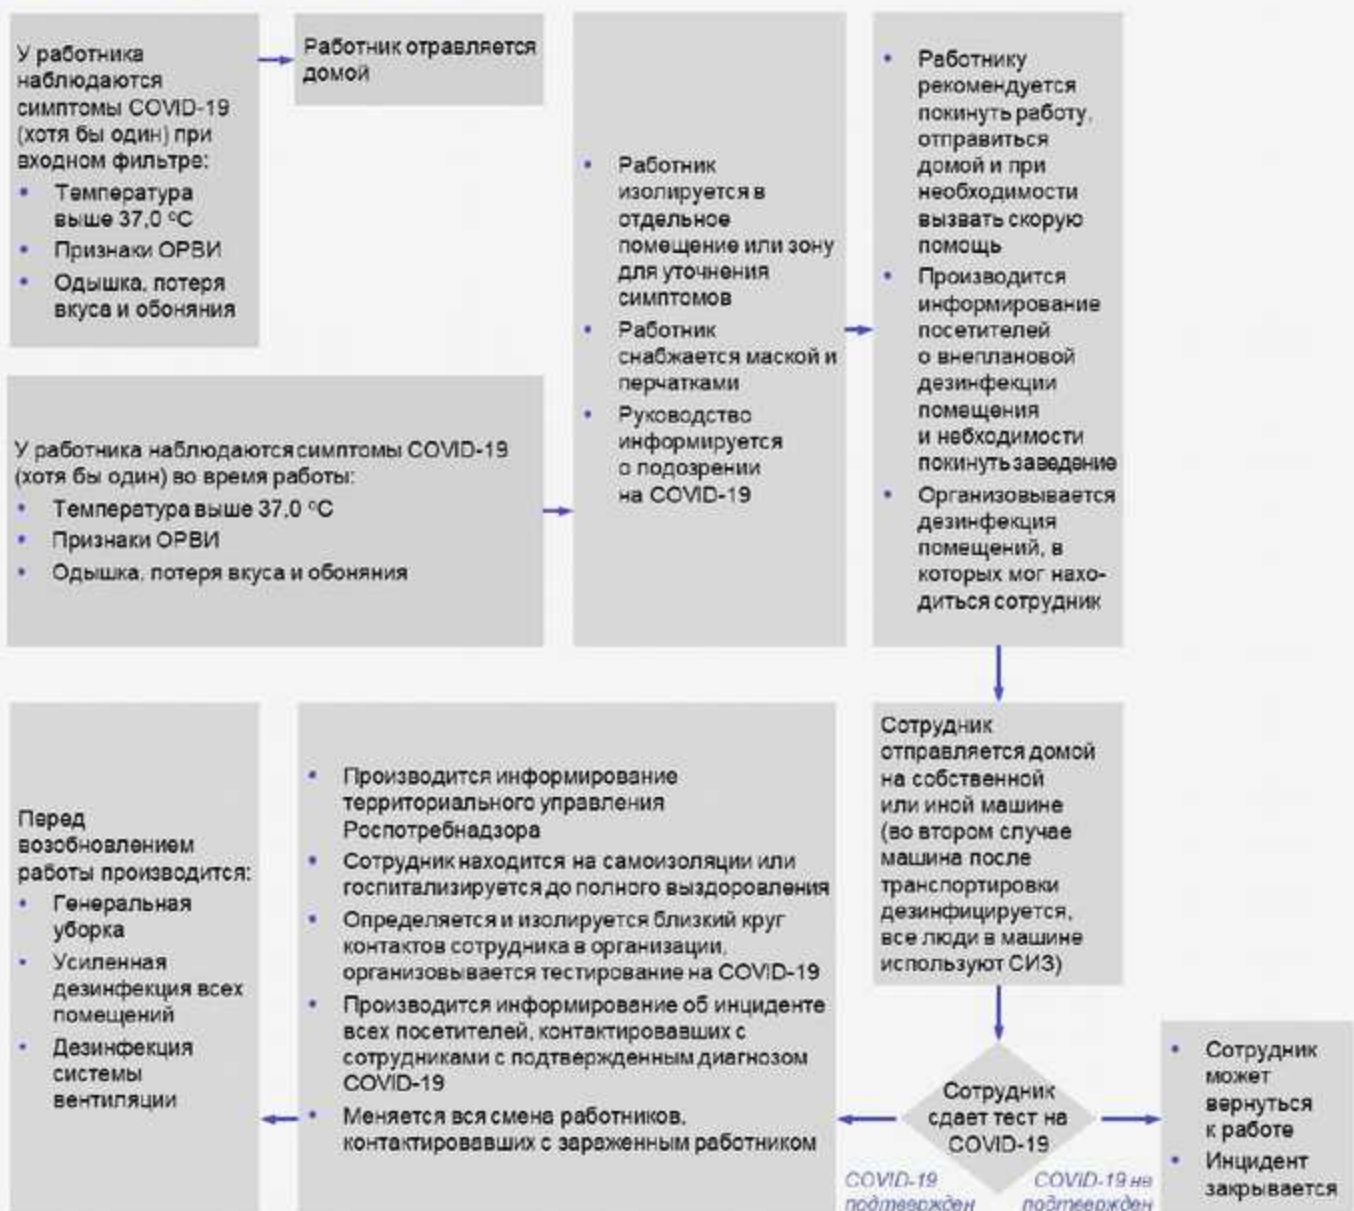 У работника
наблюдаются
симптомы COVID-19
(хотя бы один) при
входном фильтре:
• Температура
выше 37,0 °C
• Признаки ОРВИ
• Одышка, потеря
вкуса и обоняния
Работник отравляется
домой
У работника наблюдаются симптомы COVID-19
(хотя бы один) во время работы:
• Температура выше 37,0 °C
• Признаки ОРВИ
• Одышка, потеря вкуса и обоняния
• Работник
изолируется в
отдельное
помещение или зону
для уточнения
симптомов
• Работник
снабжается маской и
перчатками
• Руководство
информируется
о подозрении
на COVID-19
• Работнику
рекомендуется
покинуть работу,
отправиться
домой и при
необходимости
вызвать скорую
помощь
• Производится
информирование
посетителей
о внеплановой
дезинфекции
помещения
и небходимости
покинуть заведение
• Организовывается
дезинфекция
помещений, в
которых мог нахо-
диться сотрудник
Сотрудник
отправляется домой
на собственной
или иной машине
(во втором случае
машина после
транспортировки
дезинфицируется,
все люди в машине
используют СИЗ)
Сотрудник
сдает тест на
COVID-19
COVID-19
подтвержден
COVID-19 не
подтвержден
• Сотрудник
может
вернуться
к работе
• Инцидент
закрывается
• Производится информирование
территориального управления
Роспотребнадзора
• Сотрудник находится на самоизоляции или
госпитализируется до полного выздоровления
• Определяется и изолируется близкий круг
контактов сотрудника в организации,
организовывается тестирование на COVID-19
• Производится информирование об инциденте
всех посетителей, контактировавших с
сотрудниками с подтвержденным диагнозом
COVID-19
• Меняется вся смена работников,
контактировавших с зараженным работником
Перед
возобновлением
работы производится:
• Генеральная
уборка
• Усиленная
дезинфекция всех
помещений
• Дезинфекция
системы
вентиляции